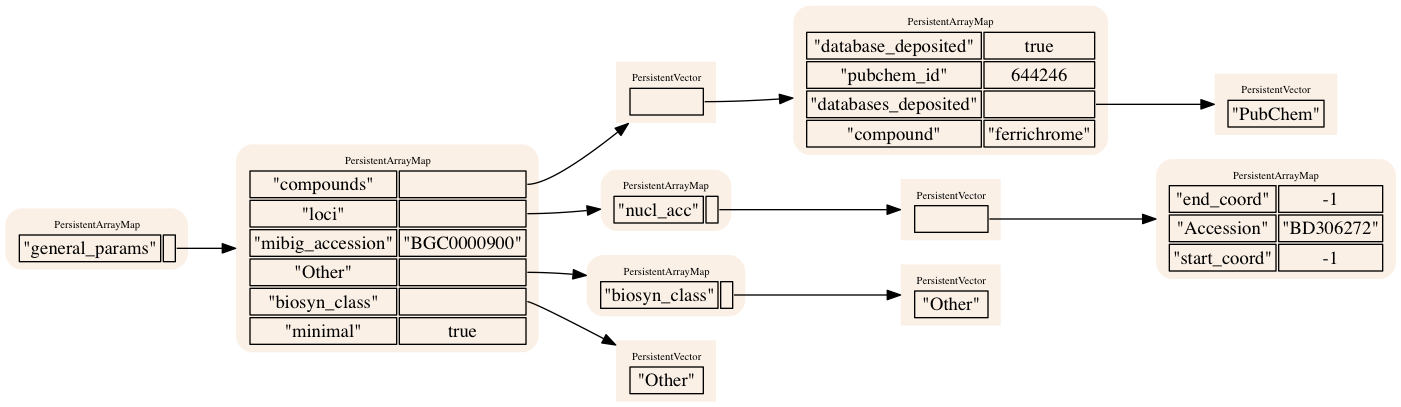 PersistentArrayMap
"general_params"
PersistentArrayMap
"compounds"
"loci"
"mibig_accession" "BGC0000900"
"Other"
"biosyn_class"
"minimal" true
PersistentVector
PersistentArrayMap
"database_deposited" true
"pubchem_id" 644246
"databases_deposited"
"compound" "ferrichrome"
PersistentVector
"PubChem"
PersistentArrayMap
"nucl_acc"
PersistentVector
PersistentArrayMap
"end_coord" -1
"Accession" "BD306272"
"start_coord" -1
PersistentArrayMap
"biosyn_class"
PersistentVector
"Other"
PersistentVector
"Other"